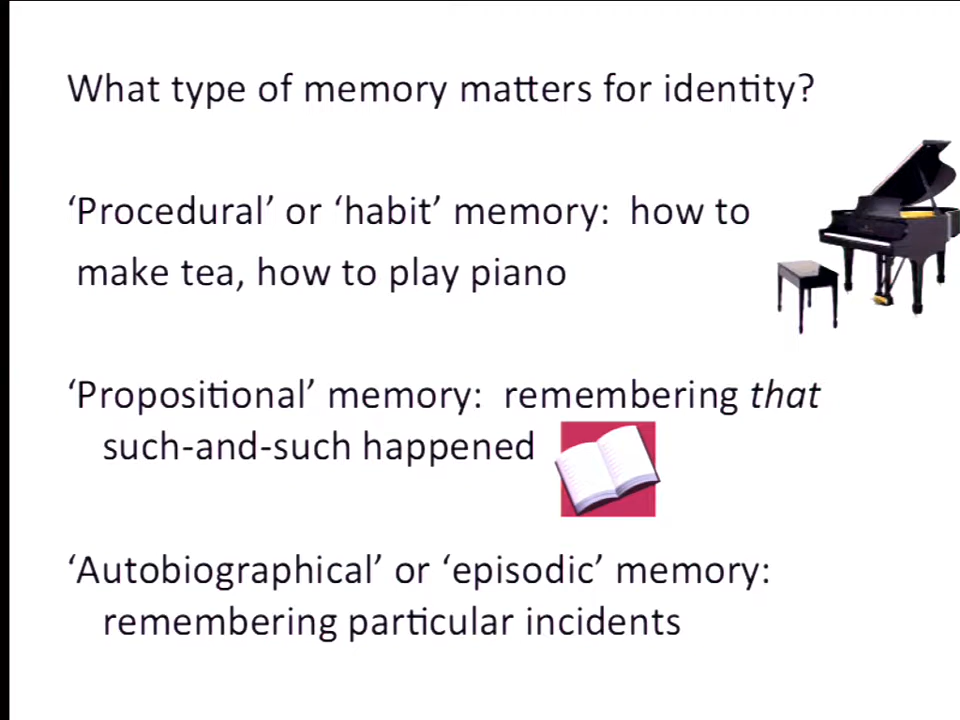 What type of memory matters for identity?
‘Procedural’ or ‘habit’ memory: how to
make tea, how to play piano
‘Propositional’ memory: remembering that
such-and-such happened
‘Autobiographical’ or ‘episodic’ memory:
remembering particular incidents